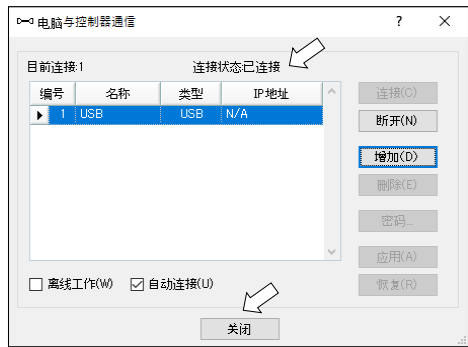 电脑与控制器通信 ?
目前连接:1 连接状态:已连接
编号 名称 类型 IP地址
1 USB USB N/A
连接(C)
断开(N)
增加(D)
删除(E)
密码...
应用(A)
恢复(R)
离线工作(W) 自动连接(U)
关闭